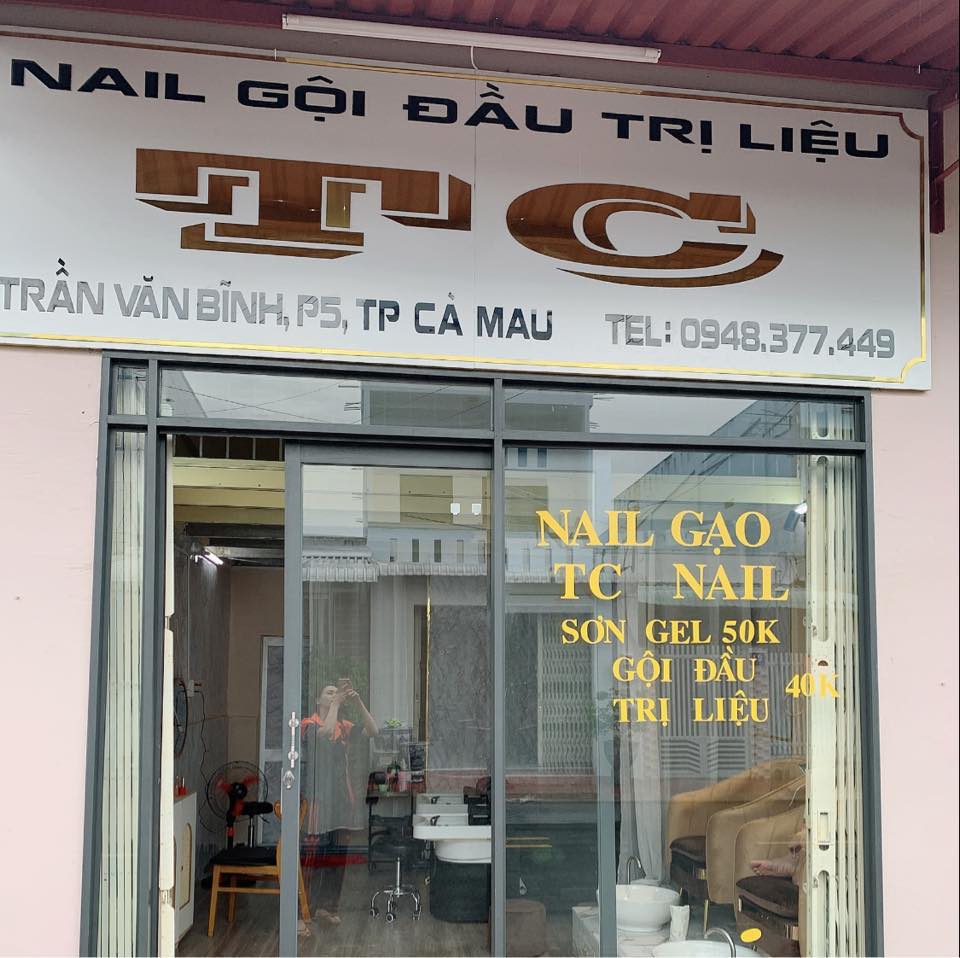 NAIL GỘI ĐẦU TRỊ LIỆU
TC
TRẦN VĂN BĨNH, P5, TP CÀ MAU
TEL: 0948.377.449
NAIL GẠO
TC NAIL
SƠN GEL 50K
GỘI ĐẦU
TRỊ LIỆU 40K